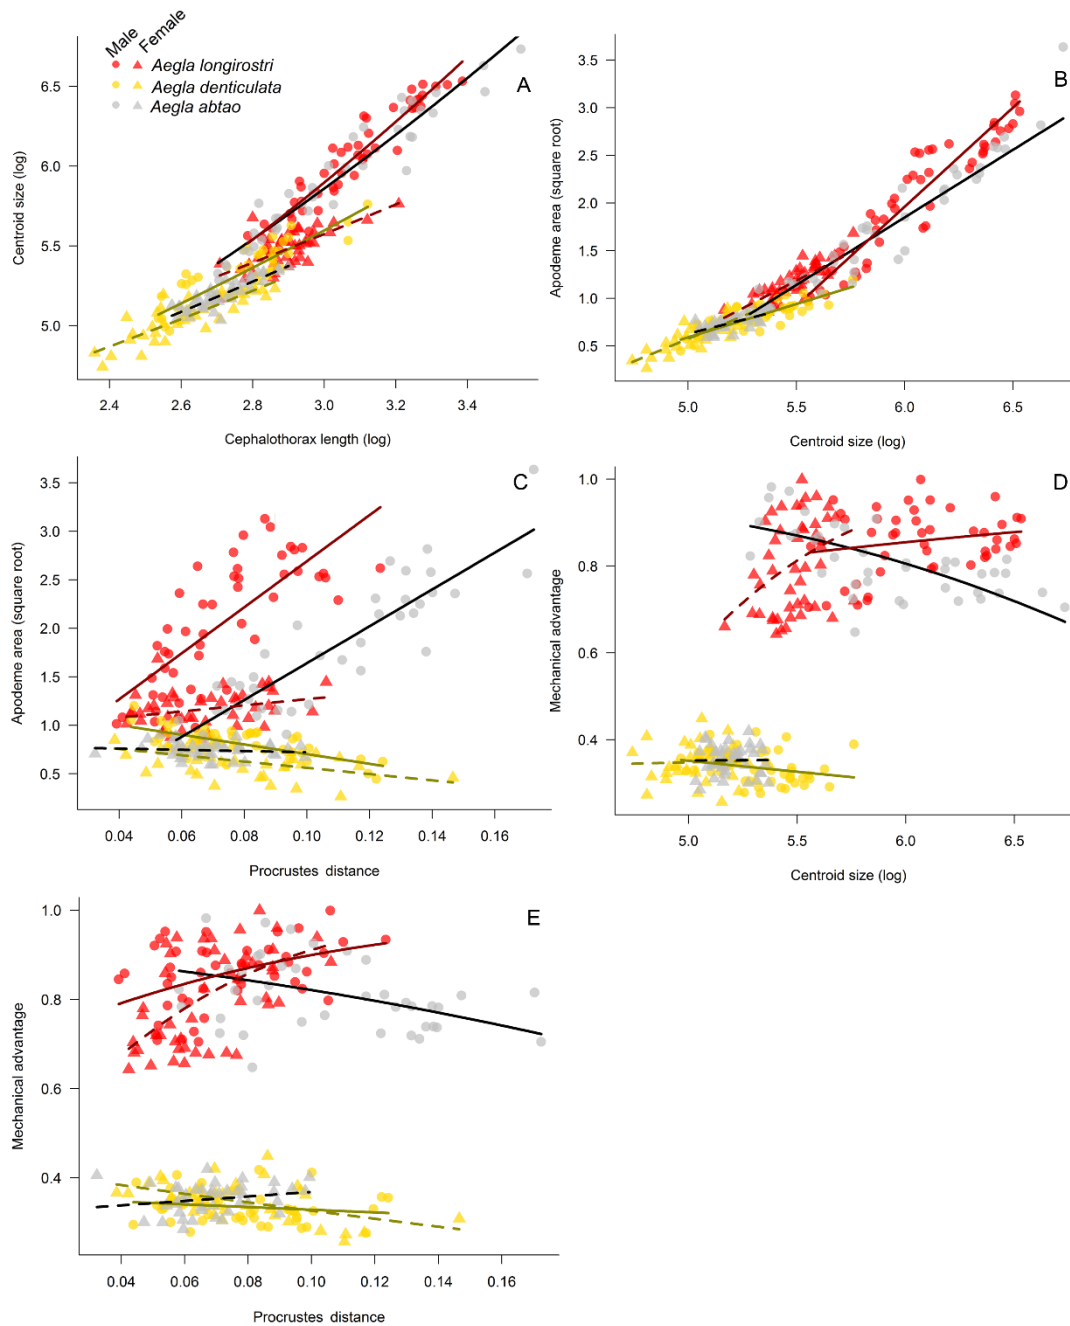 Male Female
Aegla longirostri
Aegla denticulata
Aegla abtao
A
Centroid size (log)
6.5
6.0
5.5
5.0
2.4 2.6 2.8 3.0 3.2 3.4
Cephalothorax length (log)
B
Apodeme area (square root)
3.5
3.0
2.5
2.0
1.5
1.0
0.5
5.0 5.5 6.0 6.5
Centroid size (log)
C
Apodeme area (square root)
3.5
3.0
2.5
2.0
1.5
1.0
0.5
0.04 0.06 0.08 0.10 0.12 0.14 0.16
Procrustes distance
D
Mechanical advantage
1.0
0.8
0.6
0.4
5.0 5.5 6.0 6.5
Centroid size (log)
E
Mechanical advantage
1.0
0.8
0.6
0.4
0.04 0.06 0.08 0.10 0.12 0.14 0.16
Procrustes distance